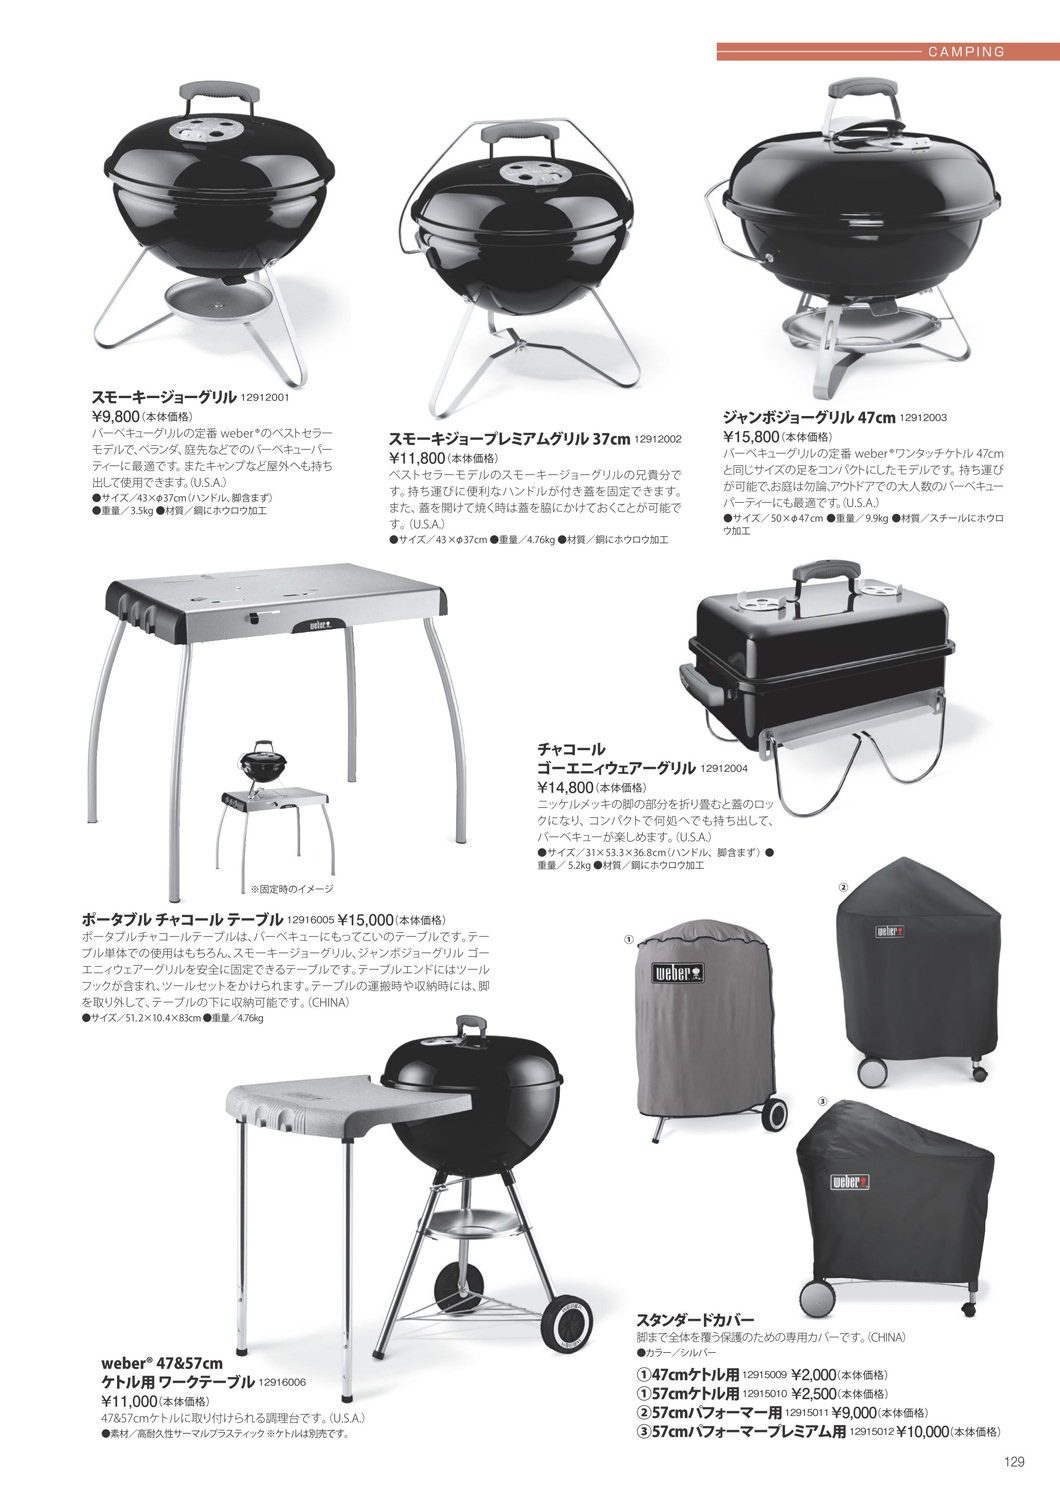 CAMPING
スモーキージョーグリル 12912001
¥9,800（本体価格）
バーベキューグリルの定番 weber®のベストセラー
モデルで、ベランダ、庭先などでのバーベキューパー
ティーに最適です。またキャンプなど屋外へも持ち
出して使用できます。（U.S.A.）
●サイズ／43×φ37cm（ハンドル、脚含まず）
●重量／3.5kg ●材質／鋼にホウロウ加工
スモーキジョープレミアムグリル 37cm 12912002
¥11,800（本体価格）
ベストセラーモデルのスモーキージョーグリルの兄貴分で
す。持ち運びに便利なハンドルが付き蓋を固定できます。
また、蓋を開けて焼く時は蓋を脇にかけておくことが可能で
す。（U.S.A.）
●サイズ／43×φ37cm ●重量／4.76kg ●材質／鋼にホウロウ加工
ジャンボジョーグリル 47cm 12912003
¥15,800（本体価格）
バーベキューグリルの定番 weber®ワンタッチケトル 47cm
と同じサイズの足をコンパクトにしたモデルです。持ち運び
が可能で、お庭は勿論、アウトドアでの大人数のバーベキュー
パーティーにも最適です。（U.S.A.）
●サイズ／50×φ47cm ●重量／9.9kg ●材質／スチールにホウロ
ウ加工
weber
チャコール
ゴーエニィウェアーグリル 12912004
¥14,800（本体価格）
ニッケルメッキの脚の部分を折り畳むと蓋のロッ
クになり、コンパクトで何処へでも持ち出して、
バーベキューが楽しめます。（U.S.A.）
●サイズ／31×53.3×36.8cm（ハンドル、脚含まず） ●
重量／ 5.2kg ●材質／鋼にホウロウ加工
※固定時のイメージ
ポータブル チャコール テーブル 12916005 ¥15,000（本体価格）
ポータブルチャコールテーブルは、バーベキューにもってこいのテーブルです。テー
ブル単体での使用はもちろん、スモーキージョーグリル、ジャンボジョーグリル ゴー
エニィウェアーグリルを安全に固定できるテーブルです。テーブルエンドにはツール
フックが含まれ、ツールセットをかけられます。テーブルの運搬時や収納時には、脚
を取り外して、テーブルの下に収納可能です。（CHINA）
●サイズ／51.2×10.4×83cm ●重量／4.76kg
①
weber
②
weber
③
weber
weber® 47&57cm
ケトル用 ワークテーブル 12916006
¥11,000（本体価格）
47&57cmケトルに取り付けられる調理台です。（U.S.A.）
●素材／高耐久性サーマルプラスティック ※ケトルは別売です。
スタンダードカバー
脚まで全体を覆う保護のための専用カバーです。（CHINA）
●カラー／シルバー
①47cmケトル用 12915009 ¥2,000（本体価格）
①57cmケトル用 12915010 ¥2,500（本体価格）
②57cmパフォーマー用 12915011 ¥9,000（本体価格）
③57cmパフォーマープレミアム用 12915012 ¥10,000（本体価格）
129